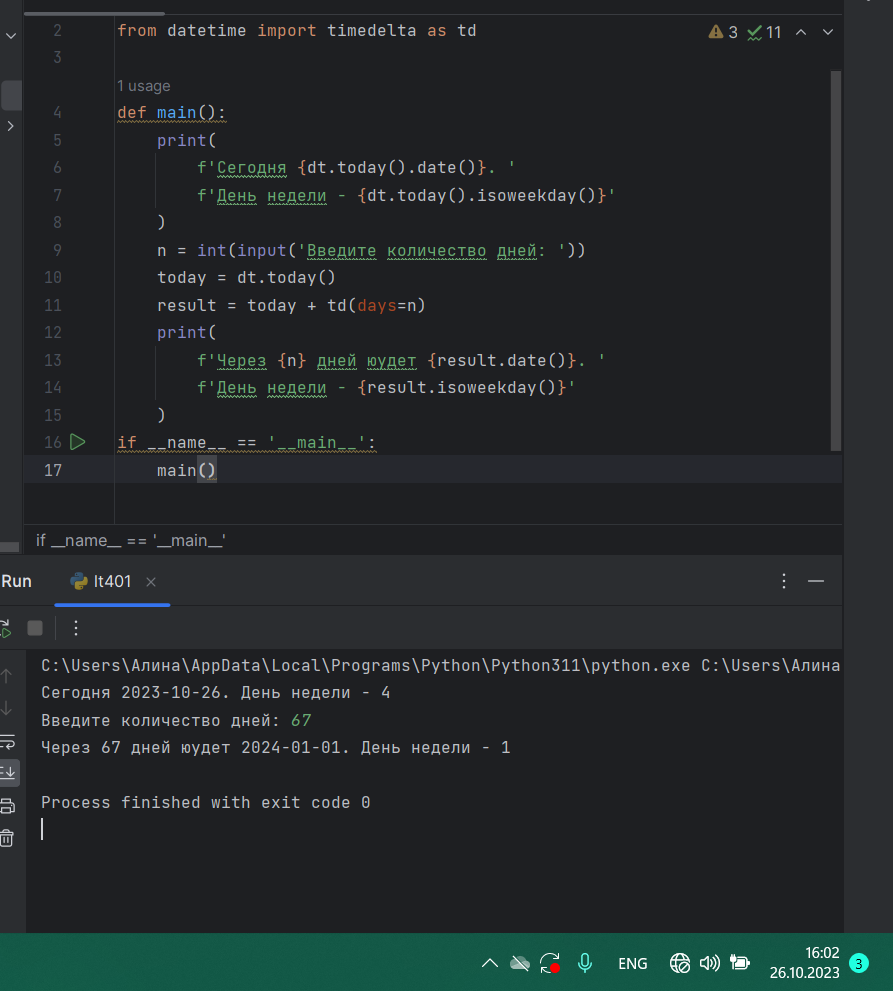 2 from datetime import timedelta as td
3
1 usage
4 def main():
5 print(
6 f'Сегодня {dt.today().date()}. '
7 f'День недели - {dt.today().isoweekday()}'
8 )
9 n = int(input('Введите количество дней: '))
10 today = dt.today()
11 result = today + td(days=n)
12 print(
13 f'Через {n} дней юудет {result.date()}. '
14 f'День недели - {result.isoweekday()}'
15 )
16 if __name__ == '__main__':
17 main()
3 11
if __name__ == '__main__'
Run lt401
C:\Users\Алина\AppData\Local\Programs\Python\Python311\python.exe C:\Users\Алина
Сегодня 2023-10-26. День недели - 4
Введите количество дней: 67
Через 67 дней юудет 2024-01-01. День недели - 1
Process finished with exit code 0
ENG
16:02
26.10.2023
3